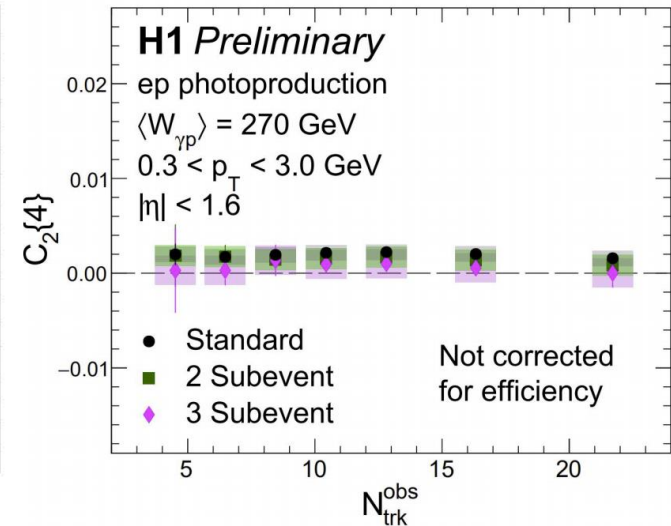 H1 Preliminary
ep photoproduction
⟨Wγp⟩ = 270 GeV
0.3 < pT < 3.0 GeV
|η| < 1.6
C2{4}
0.02
0.01
0.00
−0.01
Standard
2 Subevent
3 Subevent
Not corrected
for efficiency
5 10 15 20
N obs trk